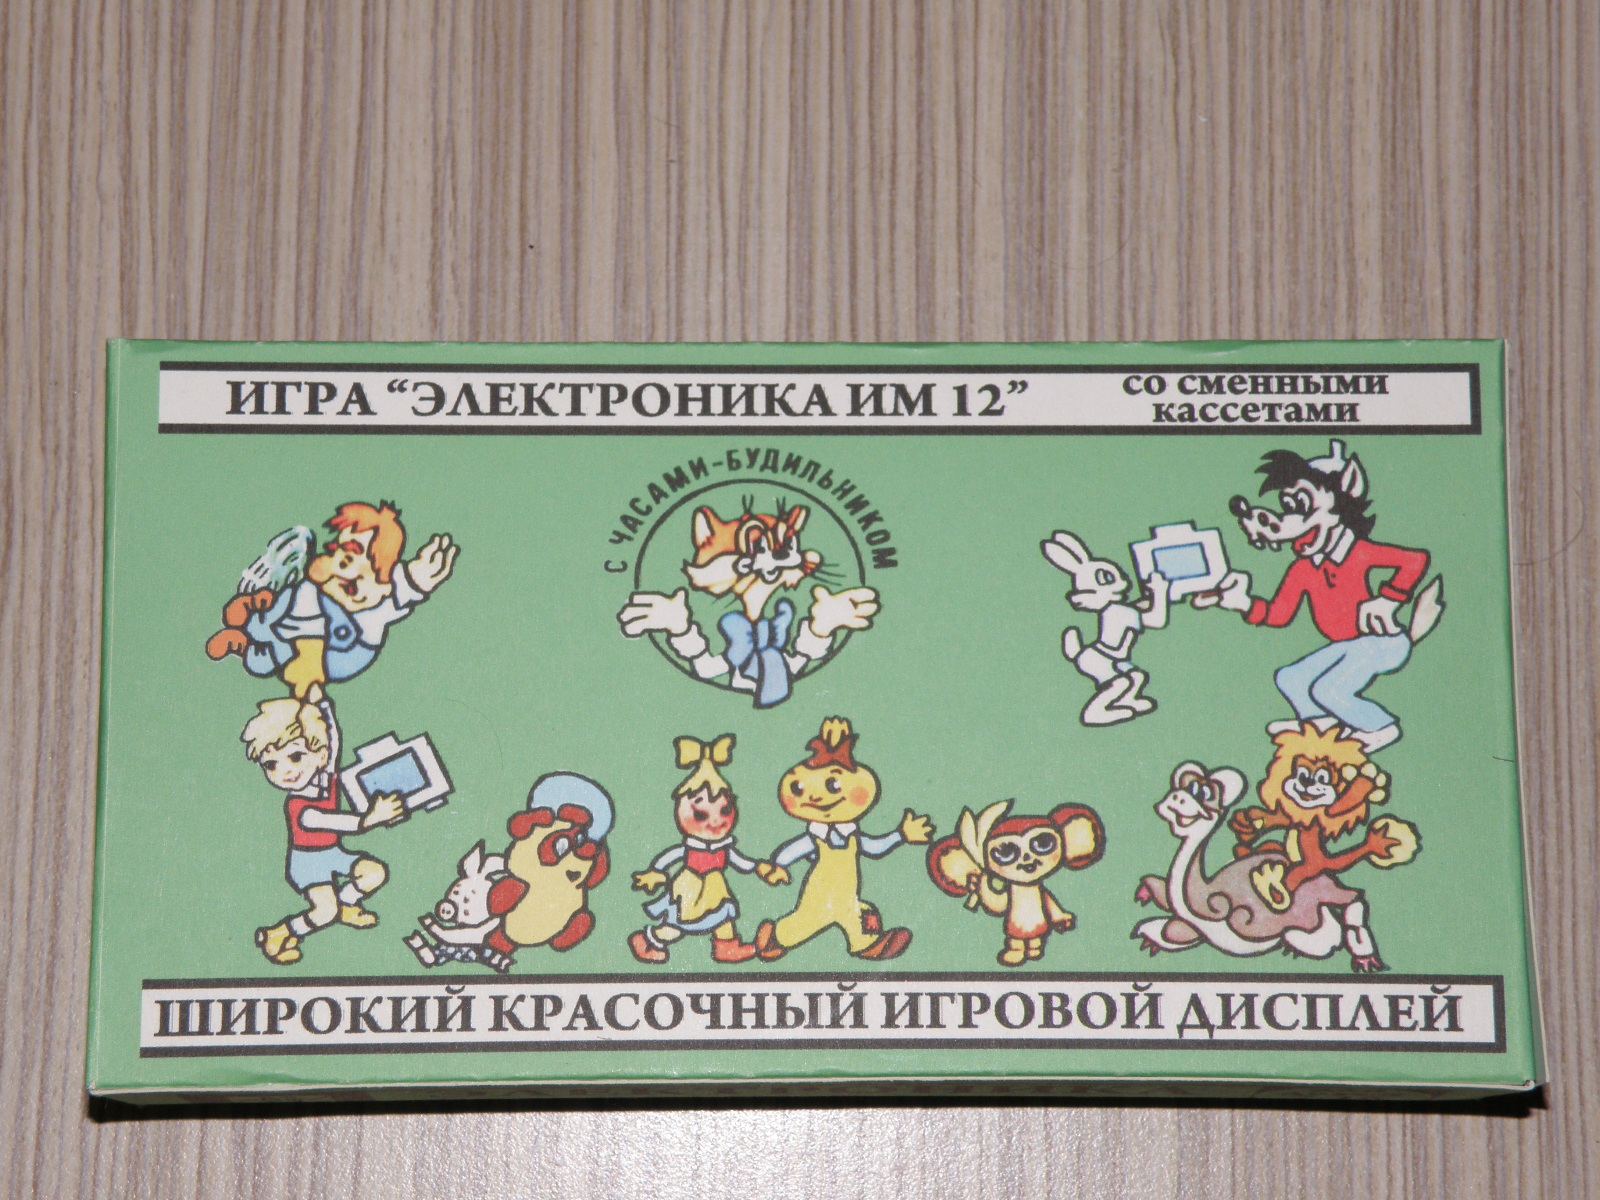 ИГРА “ЭЛЕКТРОНИКА ИМ 12”
со сменными
кассетами
С ЧАСАМИ-БУДИЛЬНИКОМ
ШИРОКИЙ КРАСОЧНЫЙ ИГРОВОЙ ДИСПЛЕЙ